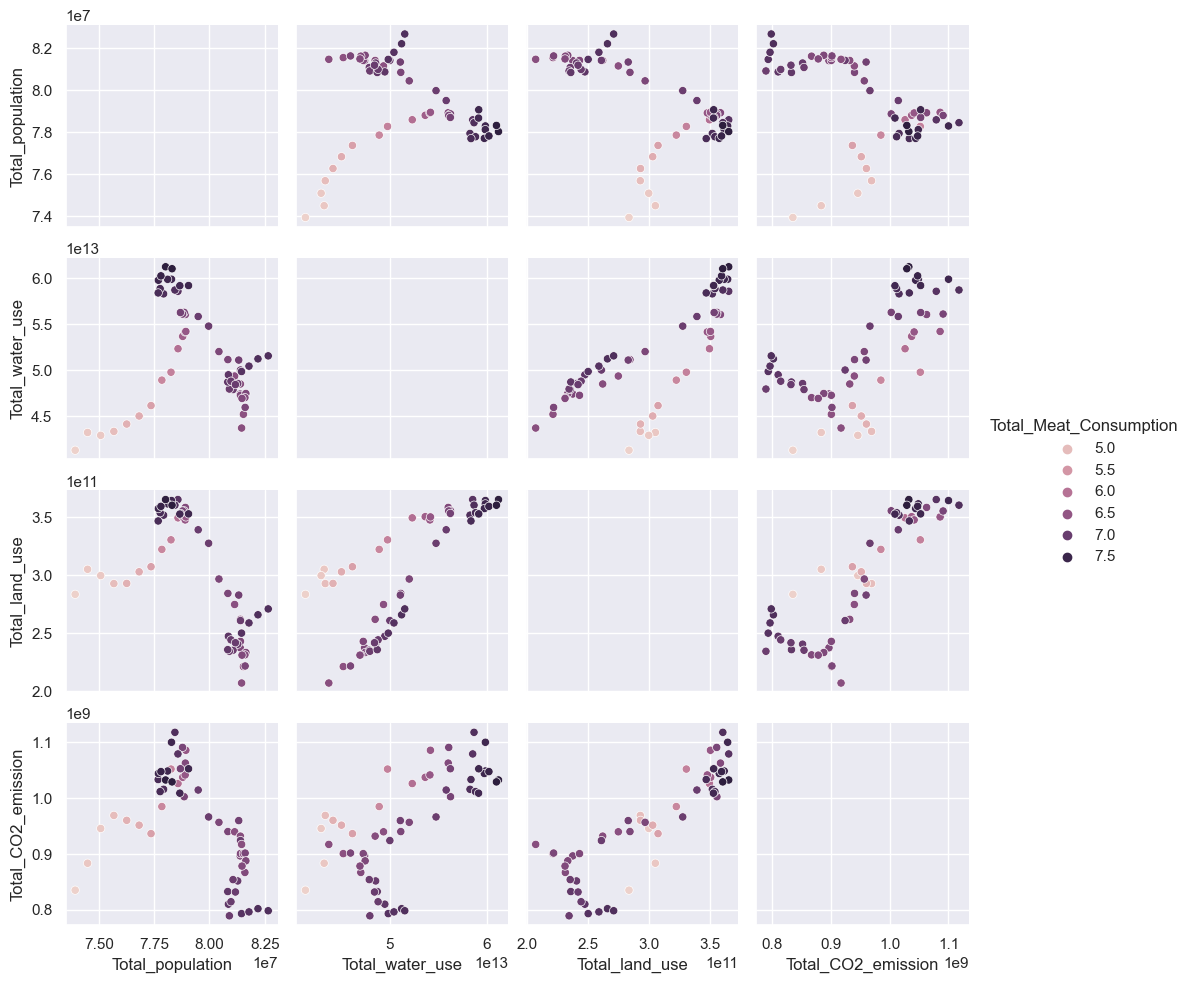 1e7
8.2
8.0
7.8
7.6
7.4
Total_population
1e13
6.0
5.5
5.0
4.5
Total_water_use
Total_Meat_Consumption
5.0
5.5
6.0
6.5
7.0
7.5
1e11
3.5
3.0
2.5
2.0
Total_land_use
1e9
1.1
1.0
0.9
0.8
Total_CO2_emission
7.50 7.75 8.00 8.25
Total_population 1e7
5 6
Total_water_use 1e13
2.0 2.5 3.0 3.5
Total_land_use 1e11
0.8 0.9 1.0 1.1
Total_CO2_emission 1e9